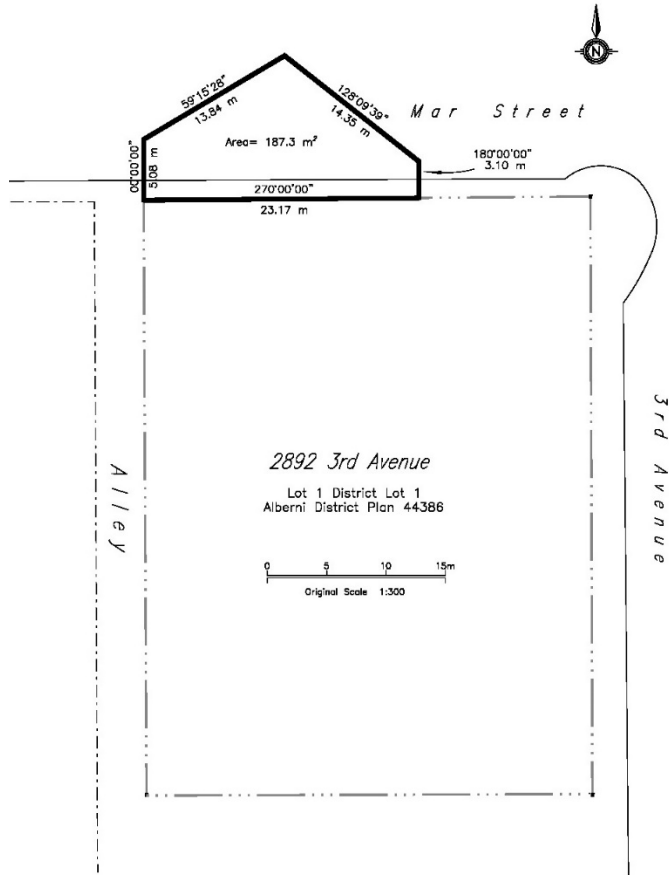 N
59°15'28"
13.84 m
128°09'39"
14.35 m
Mar Street
Area= 187.3 m²
00°00'00"
5.08 m
180°00'00"
3.10 m
270°00'00"
23.17 m
3rd Avenue
Alley
2892 3rd Avenue
Lot 1 District Lot 1
Alberni District Plan 44386
0 5 10 15m
Original Scale 1:300